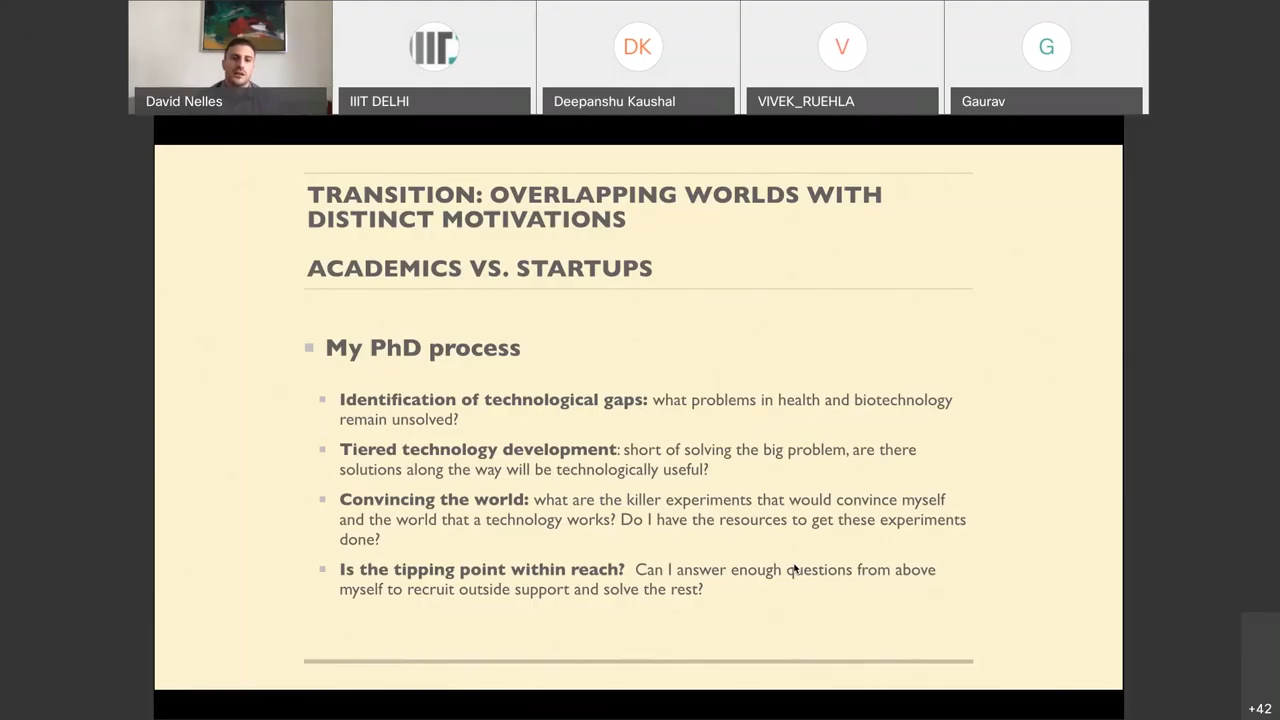 David Nelles
IIIT DELHI
DK
Deepanshu Kaushal
V
VIVEK_RUEHLA
G
Gaurav
TRANSITION: OVERLAPPING WORLDS WITH
DISTINCT MOTIVATIONS
ACADEMICS VS. STARTUPS
My PhD process
Identification of technological gaps: what problems in health and biotechnology
remain unsolved?
Tiered technology development: short of solving the big problem, are there
solutions along the way will be technologically useful?
Convincing the world: what are the killer experiments that would convince myself
and the world that a technology works? Do I have the resources to get these experiments
done?
Is the tipping point within reach? Can I answer enough questions from above
myself to recruit outside support and solve the rest?
+42